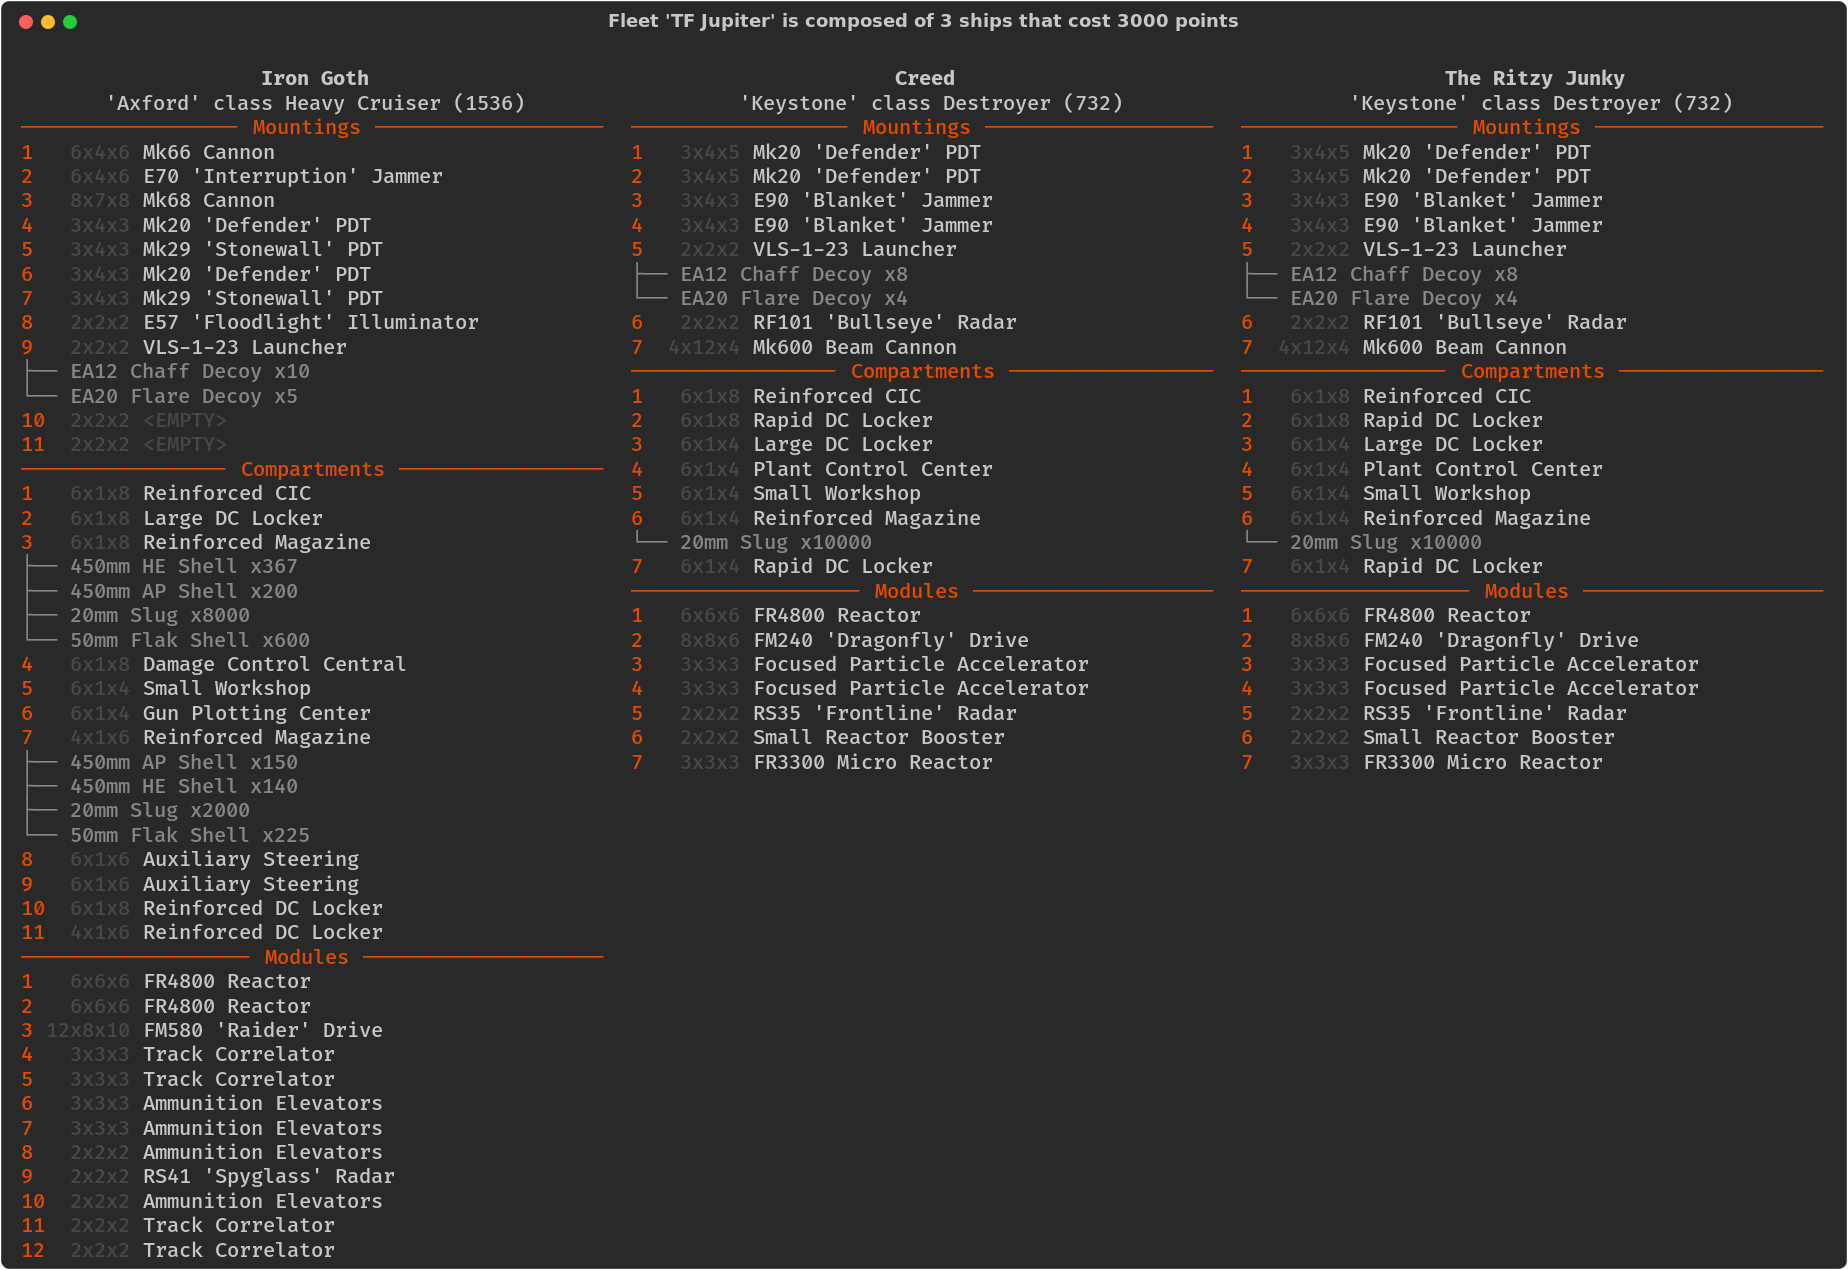 Fleet 'TF Jupiter' is composed of 3 ships that cost 3000 points
Iron Goth
'Axford' class Heavy Cruiser (1536)
Mountings
1 6x4x6 Mk66 Cannon
2 6x4x6 E70 'Interruption' Jammer
3 8x7x8 Mk68 Cannon
4 3x4x3 Mk20 'Defender' PDT
5 3x4x3 Mk29 'Stonewall' PDT
6 3x4x3 Mk20 'Defender' PDT
7 3x4x3 Mk29 'Stonewall' PDT
8 2x2x2 E57 'Floodlight' Illuminator
9 2x2x2 VLS-1-23 Launcher
EA12 Chaff Decoy x10
EA20 Flare Decoy x5
10 2x2x2 <EMPTY>
11 2x2x2 <EMPTY>
Compartments
1 6x1x8 Reinforced CIC
2 6x1x8 Large DC Locker
3 6x1x8 Reinforced Magazine
450mm HE Shell x367
450mm AP Shell x200
20mm Slug x8000
50mm Flak Shell x600
4 6x1x8 Damage Control Central
5 6x1x4 Small Workshop
6 6x1x4 Gun Plotting Center
7 4x1x6 Reinforced Magazine
450mm AP Shell x150
450mm HE Shell x140
20mm Slug x2000
50mm Flak Shell x225
8 6x1x6 Auxiliary Steering
9 6x1x6 Auxiliary Steering
10 6x1x8 Reinforced DC Locker
11 4x1x6 Reinforced DC Locker
Modules
1 6x6x6 FR4800 Reactor
2 6x6x6 FR4800 Reactor
3 12x8x10 FM580 'Raider' Drive
4 3x3x3 Track Correlator
5 3x3x3 Track Correlator
6 3x3x3 Ammunition Elevators
7 3x3x3 Ammunition Elevators
8 2x2x2 Ammunition Elevators
9 2x2x2 RS41 'Spyglass' Radar
10 2x2x2 Ammunition Elevators
11 2x2x2 Track Correlator
12 2x2x2 Track Correlator
Creed
'Keystone' class Destroyer (732)
Mountings
1 3x4x5 Mk20 'Defender' PDT
2 3x4x5 Mk20 'Defender' PDT
3 3x4x3 E90 'Blanket' Jammer
4 3x4x3 E90 'Blanket' Jammer
5 2x2x2 VLS-1-23 Launcher
EA12 Chaff Decoy x8
EA20 Flare Decoy x4
6 2x2x2 RF101 'Bullseye' Radar
7 4x12x4 Mk600 Beam Cannon
Compartments
1 6x1x8 Reinforced CIC
2 6x1x8 Rapid DC Locker
3 6x1x4 Large DC Locker
4 6x1x4 Plant Control Center
5 6x1x4 Small Workshop
6 6x1x4 Reinforced Magazine
20mm Slug x10000
7 6x1x4 Rapid DC Locker
Modules
1 6x6x6 FR4800 Reactor
2 8x8x6 FM240 'Dragonfly' Drive
3 3x3x3 Focused Particle Accelerator
4 3x3x3 Focused Particle Accelerator
5 2x2x2 RS35 'Frontline' Radar
6 2x2x2 Small Reactor Booster
7 3x3x3 FR3300 Micro Reactor
The Ritzy Junky
'Keystone' class Destroyer (732)
Mountings
1 3x4x5 Mk20 'Defender' PDT
2 3x4x5 Mk20 'Defender' PDT
3 3x4x3 E90 'Blanket' Jammer
4 3x4x3 E90 'Blanket' Jammer
5 2x2x2 VLS-1-23 Launcher
EA12 Chaff Decoy x8
EA20 Flare Decoy x4
6 2x2x2 RF101 'Bullseye' Radar
7 4x12x4 Mk600 Beam Cannon
Compartments
1 6x1x8 Reinforced CIC
2 6x1x8 Rapid DC Locker
3 6x1x4 Large DC Locker
4 6x1x4 Plant Control Center
5 6x1x4 Small Workshop
6 6x1x4 Reinforced Magazine
20mm Slug x10000
7 6x1x4 Rapid DC Locker
Modules
1 6x6x6 FR4800 Reactor
2 8x8x6 FM240 'Dragonfly' Drive
3 3x3x3 Focused Particle Accelerator
4 3x3x3 Focused Particle Accelerator
5 2x2x2 RS35 'Frontline' Radar
6 2x2x2 Small Reactor Booster
7 3x3x3 FR3300 Micro Reactor